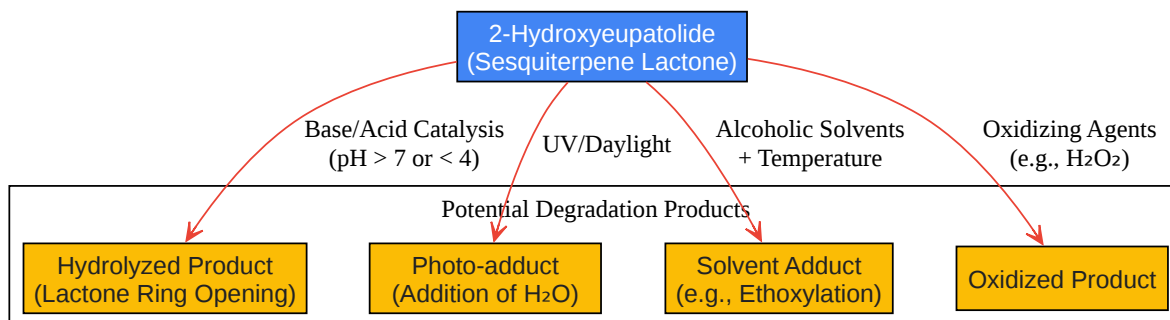 2-Hydroxyeupatolide
(Sesquiterpene Lactone)
Base/Acid Catalysis
(pH > 7 or < 4)
UV/Daylight
Alcoholic Solvents
+ Temperature
Oxidizing Agents
(e.g., H₂O₂)
Potential Degradation Products
Hydrolyzed Product
(Lactone Ring Opening)
Photo-adduct
(Addition of H₂O)
Solvent Adduct
(e.g., Ethoxylation)
Oxidized Product